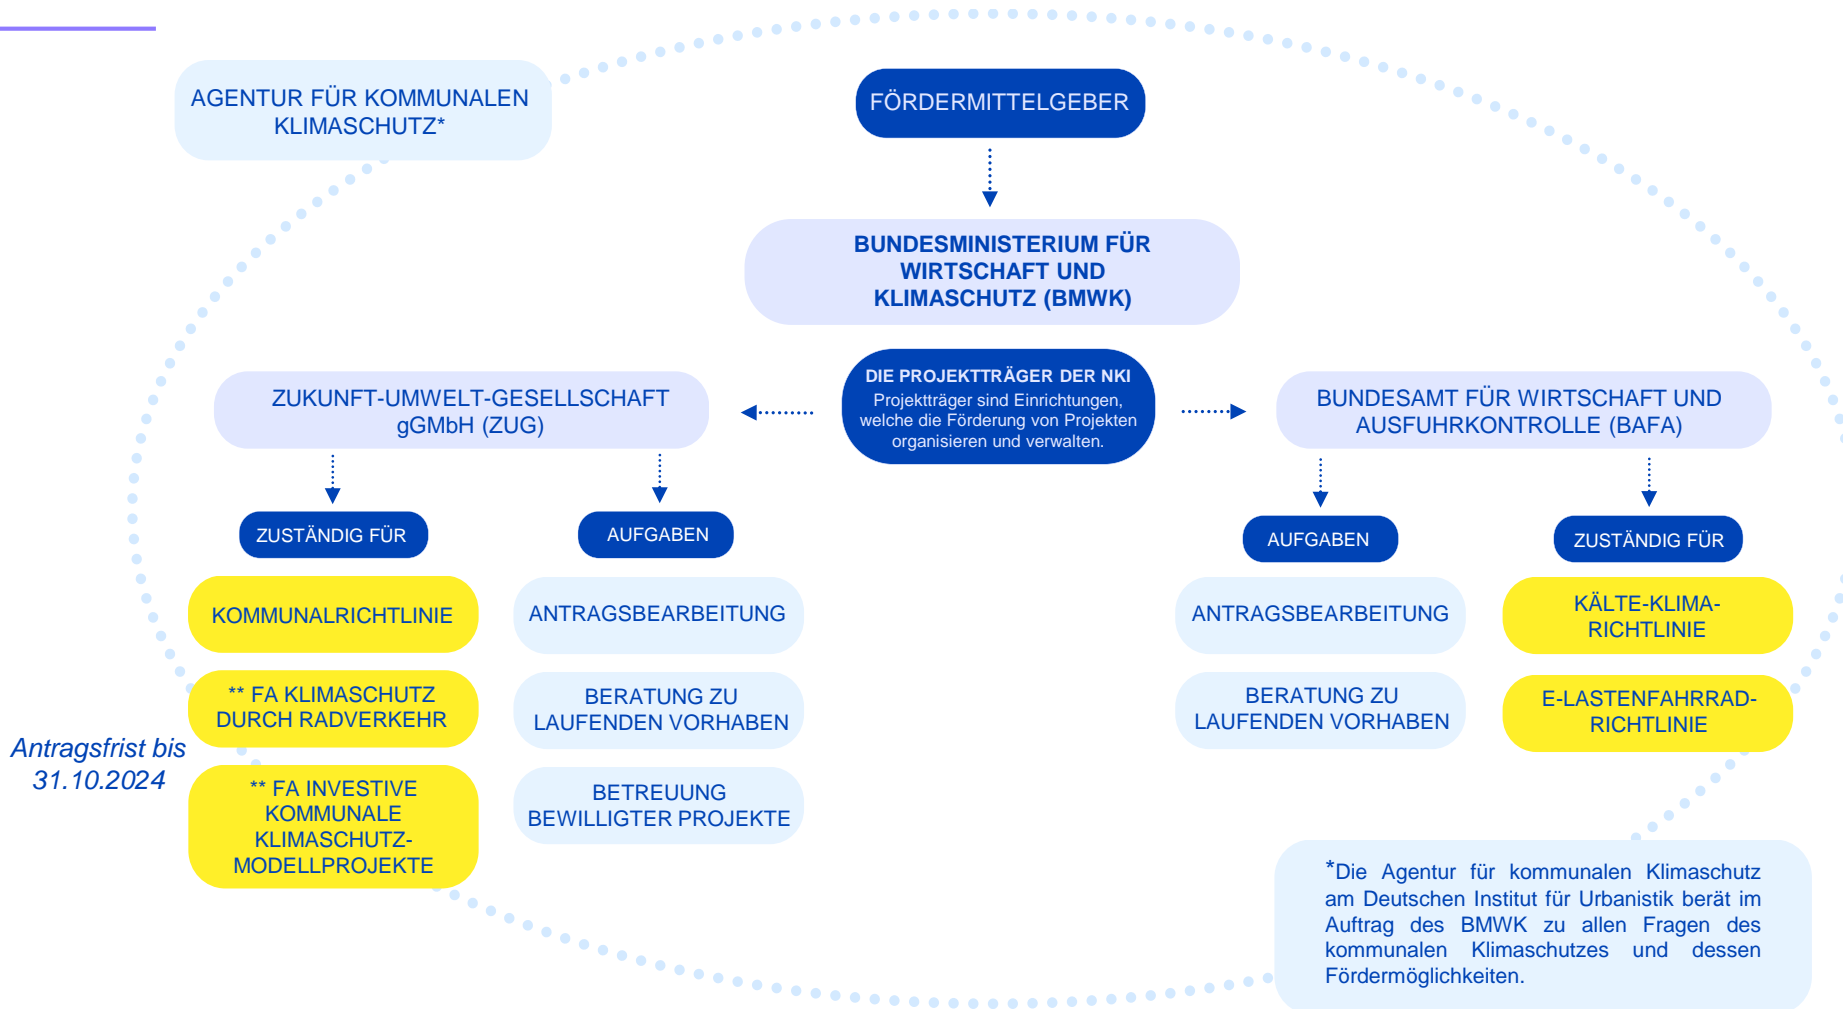 AGENTUR FÜR KOMMUNALEN
KLIMASCHUTZ*
FÖRDERMITTELGEBER
BUNDESMINISTERIUM FÜR
WIRTSCHAFT UND
KLIMASCHUTZ (BMWK)
DIE PROJEKTTRÄGER DER NKI
Projektträger sind Einrichtungen,
welche die Förderung von Projekten
organisieren und verwalten.
ZUKUNFT-UMWELT-GESELLSCHAFT
gGMbH (ZUG)
BUNDESAMT FÜR WIRTSCHAFT UND
AUSFUHRKONTROLLE (BAFA)
ZUSTÄNDIG FÜR
KOMMUNALRICHTLINIE
** FA KLIMASCHUTZ
DURCH RADVERKEHR
** FA INVESTIVE
KOMMUNALE
KLIMASCHUTZ-
MODELLPROJEKTE
Antragsfrist bis
31.10.2024
AUFGABEN
ANTRAGSBEARBEITUNG
BERATUNG ZU
LAUFENDEN VORHABEN
BETREUUNG
BEWILLIGTER PROJEKTE
AUFGABEN
ANTRAGSBEARBEITUNG
BERATUNG ZU
LAUFENDEN VORHABEN
ZUSTÄNDIG FÜR
KÄLTE-KLIMA-
RICHTLINIE
E-LASTENFAHRRAD-
RICHTLINIE
*Die Agentur für kommunalen Klimaschutz
am Deutschen Institut für Urbanistik berät im
Auftrag des BMWK zu allen Fragen des
kommunalen Klimaschutzes und dessen
Fördermöglichkeiten.